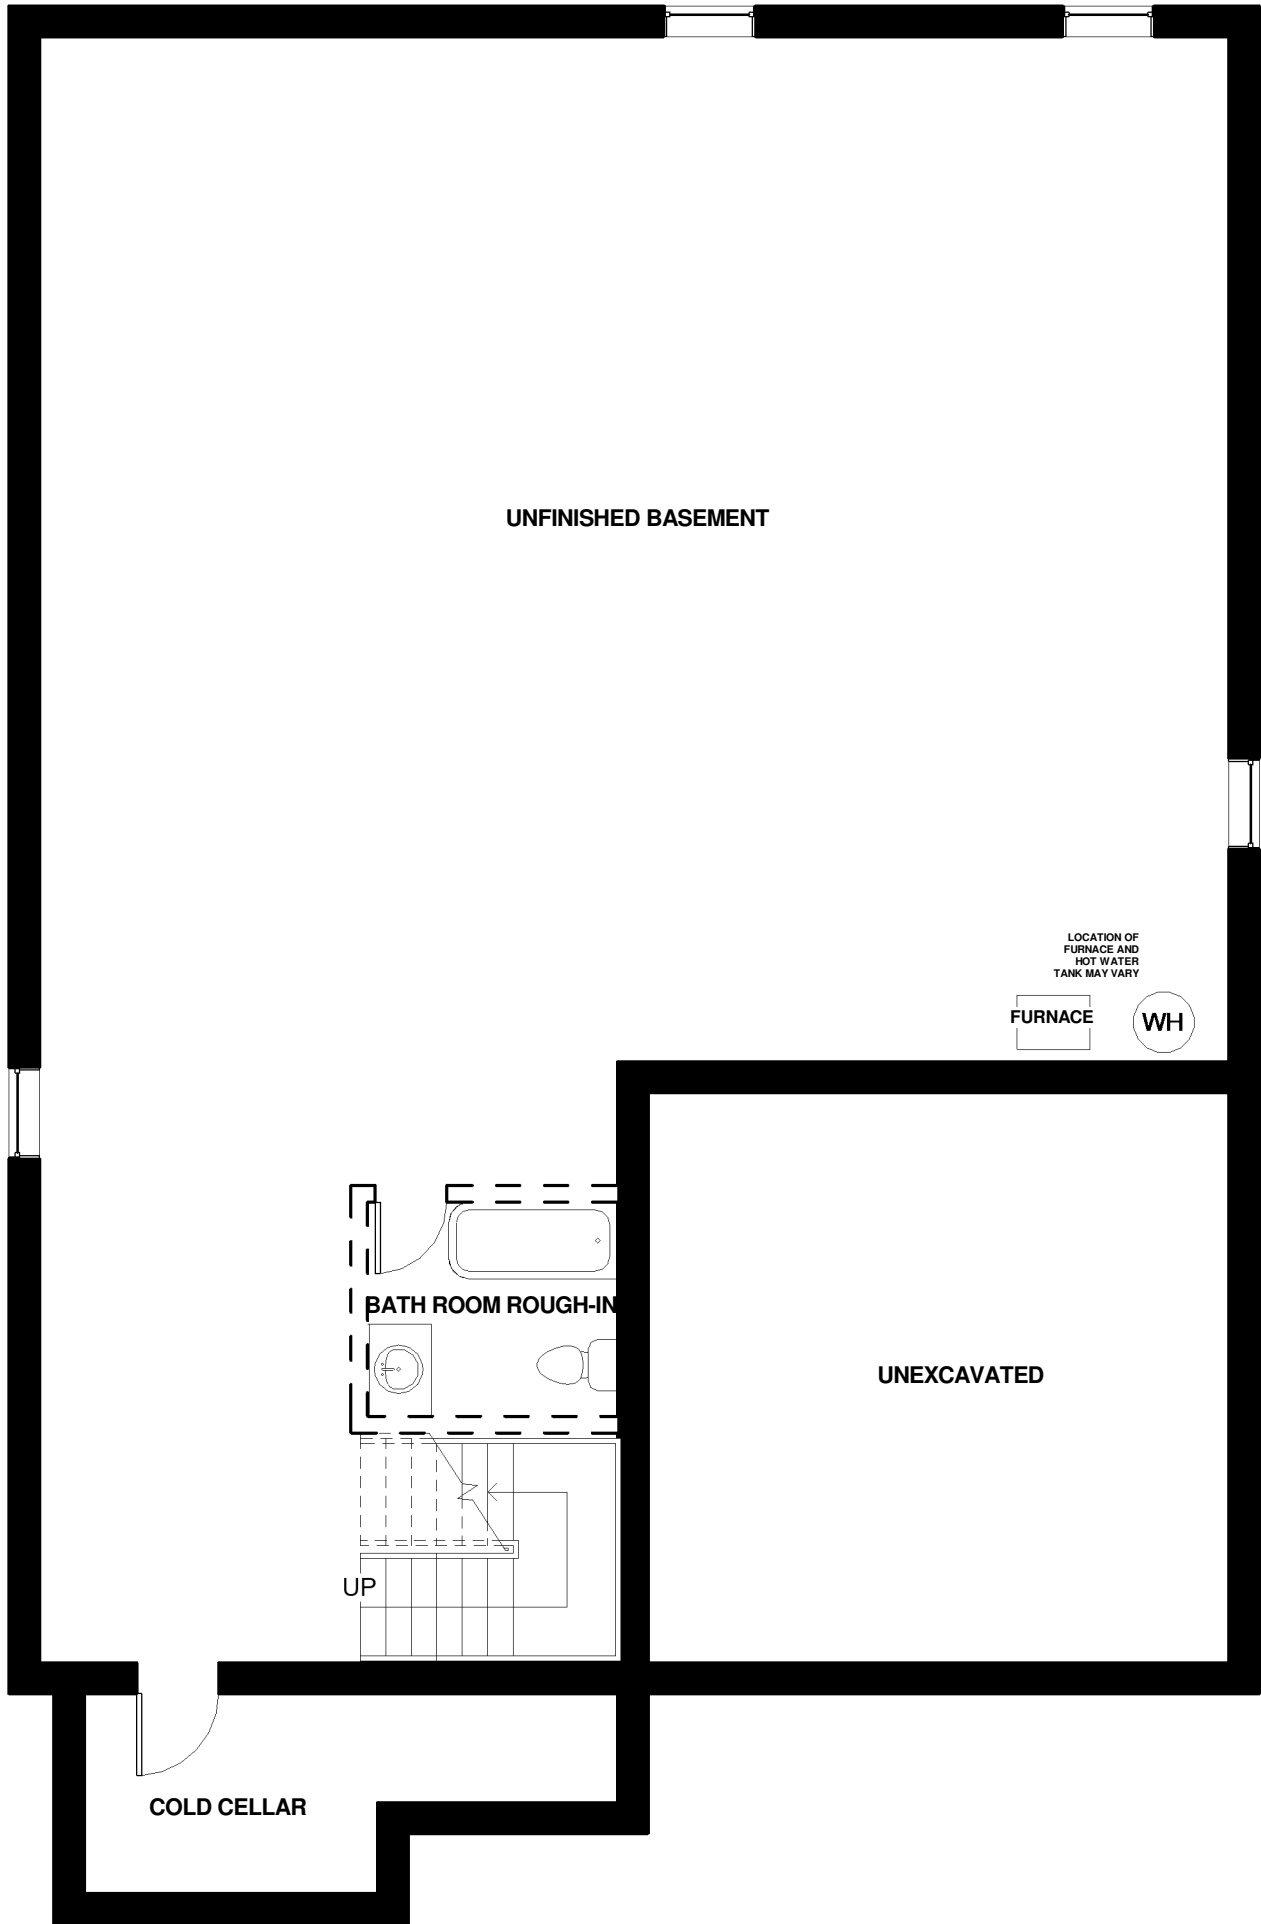 UNFINISHED BASEMENT
LOCATION OF
FURNACE AND
HOT WATER
TANK MAY VARY
FURNACE
WH
BATH ROOM ROUGH-IN
UNEXCAVATED
UP
COLD CELLAR